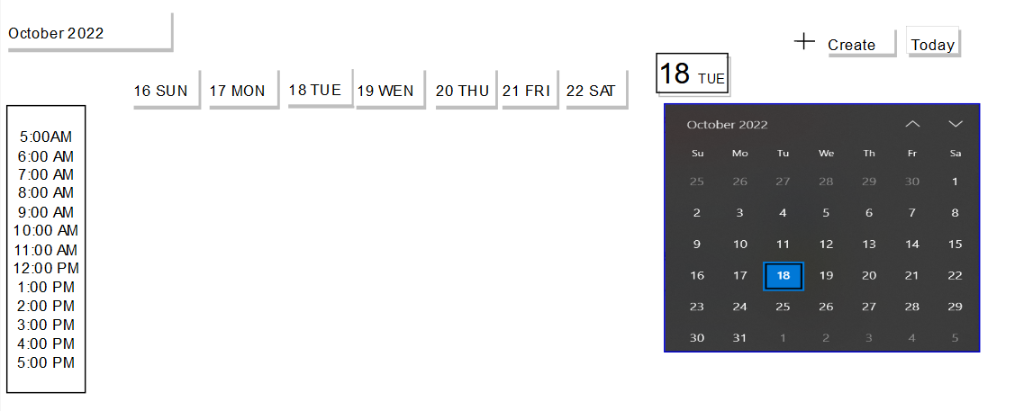 October 2022
+ Create
Today
16 SUN 17 MON 18 TUE 19 WEN 20 THU 21 FRI 22 SAT
18 TUE
5:00AM
6:00 AM
7:00 AM
8:00 AM
9:00 AM
10:00 AM
11:00 AM
12:00 PM
1:00 PM
2:00 PM
3:00 PM
4:00 PM
5:00 PM
October 2022
Su Mo Tu We Th Fr Sa
25 26 27 28 29 30 1
2 3 4 5 6 7 8
9 10 11 12 13 14 15
16 17 18 19 20 21 22
23 24 25 26 27 28 29
30 31 1 2 3 4 5